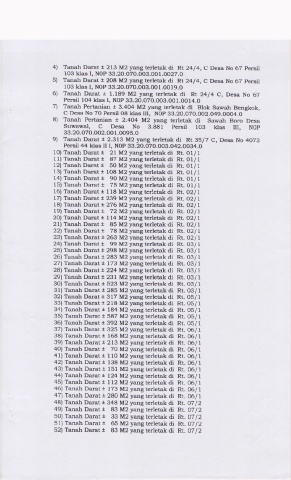 4) Tanah Darat ± 213 M2 yang terletak di Rt 24/4, C Desa No 67 Persil
103 klas I, NOP 33.20.070.003.001.0027.0
5) Tanah Darat ± 208 M2 yang terletak di Rt 24/4, C Desa No 67 Persil
103 klas I, NOP 33.20.070.003.001.0019.0
6) Tanah Darat ± 1.189 M2 yang terletak di Rt 24/4 C, Desa No 67
Persil 104 klas I, NOP 33.20.070.003.001.0014.0
7) Tanah Pertanian ± 3.404 M2 yang terletak di Blok Sawah Bengkok,
C Desa No 70 Persil 08 klas III, NOP 33.20.070.002.049.0004.0
8) Tanah Pertanian ± 2.404 M2 yang terletak di Sawah Boro Desa
Suwawal, C Desa No 3.881 Persil 103 klas III, NOP
33.20.070.002.001.0095.0
9) Tanah Darat ± 2.313 M2 yang terletak di Rt 35/7, C Desa No 4073
Persil 44 klas II I, NOP 33.20.070.003.042.0034.0
10) Tanah Darat ± 21 M2 yang terletak di Rt. 01/1
11) Tanah Darat ± 87 M2 yang terletak di Rt. 01/1
12) Tanah Darat ± 50 M2 yang terletak di Rt. 01/1
13) Tanah Darat ± 108 M2 yang terletak di Rt. 01/1
14) Tanah Darat ± 90 M2 yang terletak di Rt. 01/1
15) Tanah Darat ± 75 M2 yang terletak di Rt. 01/1
16) Tanah Darat ± 118 M2 yang terletak di Rt. 02/1
17) Tanah Darat ± 239 M2 yang terletak di Rt. 02/1
18) Tanah Darat ± 276 M2 yang terletak di Rt. 02/1
19) Tanah Darat ± 72 M2 yang terletak di Rt. 02/1
20) Tanah Darat ± 114 M2 yang terletak di Rt. 02/1
21) Tanah Darat ± 85 M2 yang terletak di Rt. 02/1
22) Tanah Darat ± 78 M2 yang terletak di Rt. 02/1
23) Tanah Darat ± 263 M2 yang terletak di Rt. 02/1
24) Tanah Darat ± 99 M2 yang terletak di Rt. 03/1
25) Tanah Darat ± 298 M2 yang terletak di Rt. 03/1
26) Tanah Darat ± 283 M2 yang terletak di Rt. 03/1
27) Tanah Darat ± 173 M2 yang terletak di Rt. 03/1
28) Tanah Darat ± 224 M2 yang terletak di Rt. 03/1
29) Tanah Darat ± 231 M2 yang terletak di Rt. 03/1
30) Tanah Darat ± 523 M2 yang terletak di Rt. 03/1
31) Tanah Darat ± 285 M2 yang terletak di Rt. 03/1
32) Tanah Darat ± 317 M2 yang terletak di Rt. 05/1
33) Tanah Darat ± 218 M2 yang terletak di Rt. 05/1
34) Tanah Darat ± 184 M2 yang terletak di Rt. 05/1
35) Tanah Darat ± 587 M2 yang terletak di Rt. 05/1
36) Tanah Darat ± 392 M2 yang terletak di Rt. 05/1
37) Tanah Darat ± 325 M2 yang terletak di Rt. 06/1
38) Tanah Darat ± 168 M2 yang terletak di Rt. 06/1
39) Tanah Darat ± 213 M2 yang terletak di Rt. 06/1
40) Tanah Darat ± 70 M2 yang terletak di Rt. 06/1
41) Tanah Darat ± 110 M2 yang terletak di Rt. 06/1
42) Tanah Darat ± 138 M2 yang terletak di Rt. 06/1
43) Tanah Darat ± 151 M2 yang terletak di Rt. 06/1
44) Tanah Darat ± 124 M2 yang terletak di Rt. 06/1
45) Tanah Darat ± 112 M2 yang terletak di Rt. 06/1
46) Tanah Darat ± 173 M2 yang terletak di Rt. 06/1
47) Tanah Darat ± 280 M2 yang terletak di Rt. 06/1
48) Tanah Darat ± 348 M2 yang terletak di Rt. 07/2
49) Tanah Darat ± 83 M2 yang terletak di Rt. 07/2
50) Tanah Darat ± 33 M2 yang terletak di Rt. 07/2
51) Tanah Darat ± 65 M2 yang terletak di Rt. 07/2
52) Tanah Darat ± 83 M2 yang terletak di Rt. 07/2